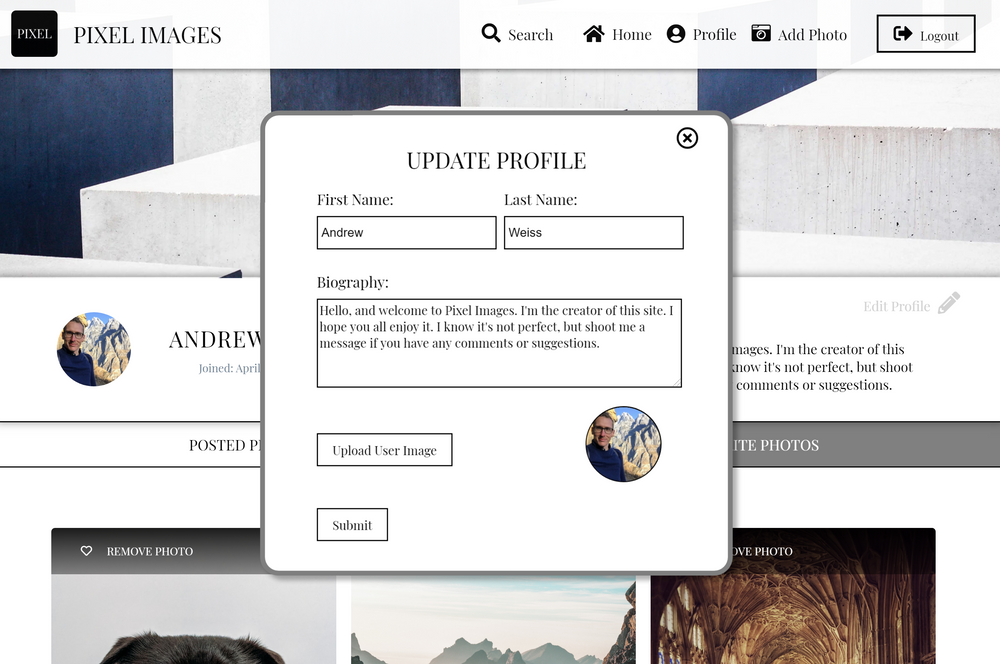 PIXEL
PIXEL IMAGES
Search
Home
Profile
Add Photo
Logout
UPDATE PROFILE
First Name:
Last Name:
Andrew
Weiss
Biography:
Hello, and welcome to Pixel Images. I'm the creator of this site. I
hope you all enjoy it. I know it's not perfect, but shoot me a
message if you have any comments or suggestions.
Upload User Image
Submit
Edit Profile
ANDREW
Joined: April
mages. I'm the creator of this
know it's not perfect, but shoot
comments or suggestions.
POSTED P
ITE PHOTOS
REMOVE PHOTO
OVE PHOTO